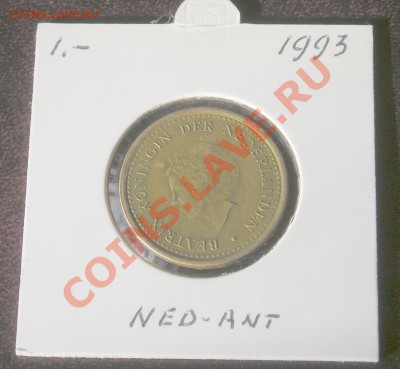 COINS.LAVE.RU
1.- 1993
BEATRIX KONINGIN DER NEDERLANDEN
COINS.LAVE.RU
NED-ANT